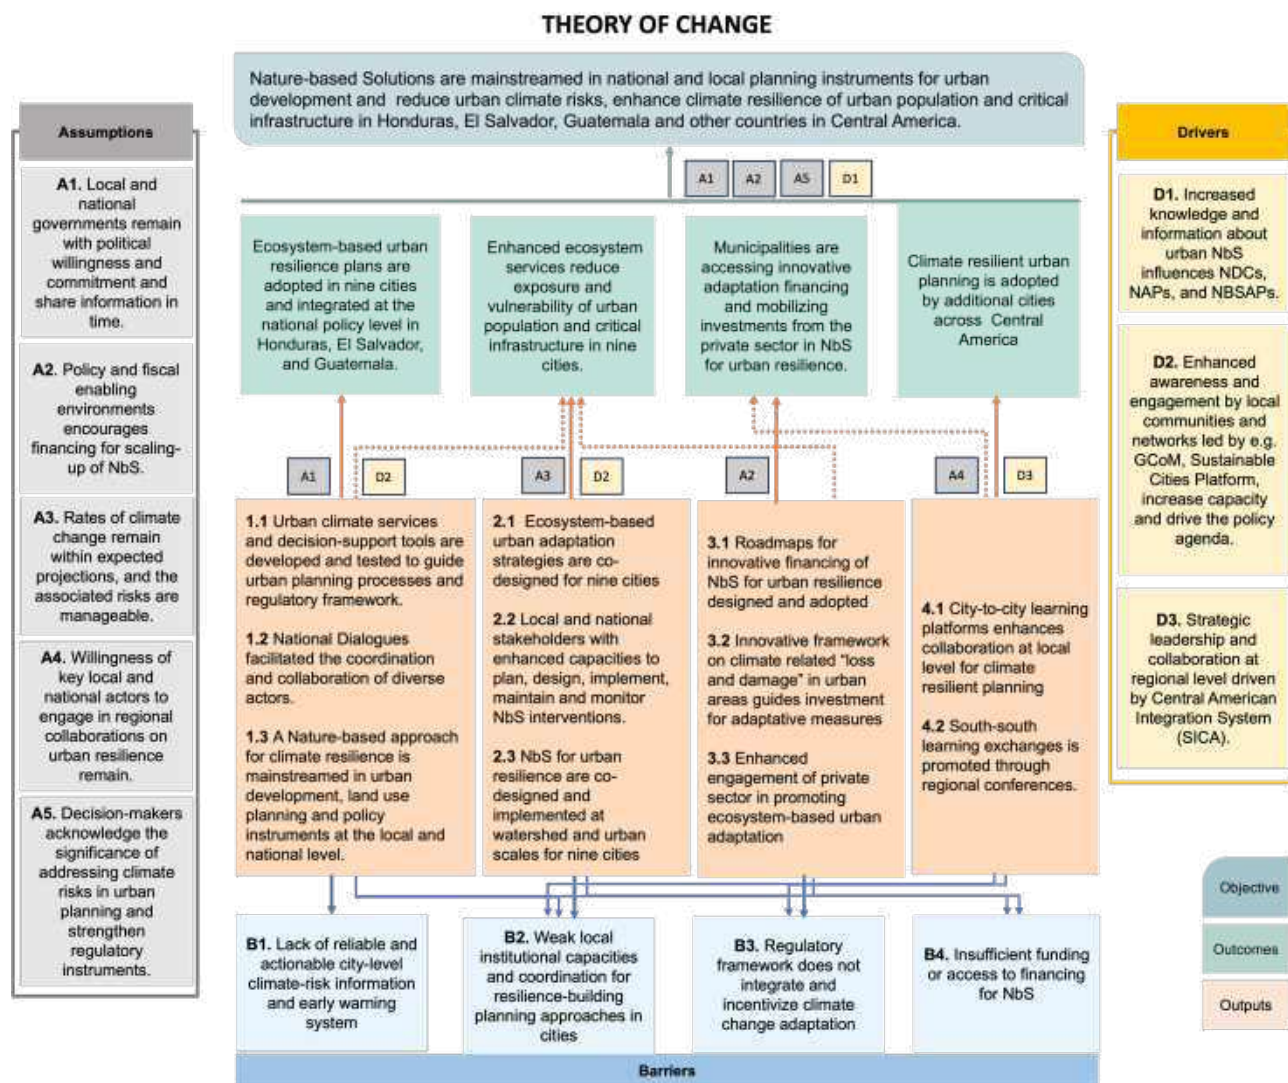 THEORY OF CHANGE
Nature-based Solutions are mainstreamed in national and local planning instruments for urban
development and reduce urban climate risks, enhance climate resilience of urban population and critical
infrastructure in Honduras, El Salvador, Guatemala and other countries in Central America.
Assumptions
A1. Local and
national
governments remain
with political
willingness and
commitment and
share information in
time.
A2. Policy and fiscal
enabling
environments
encourages
financing for scaling-
up of NbS.
A3. Rates of climate
change remain
within expected
projections, and the
associated risks are
manageable.
A4. Willingness of
key local and
national actors to
engage in regional
collaborations on
urban resilience
remain.
A5. Decision-makers
acknowledge the
significance of
addressing climate
risks in urban
planning and
strengthen
regulatory
instruments.
A1
A2
A5
D1
Ecosystem-based urban
resilience plans are
adopted in nine cities
and integrated at the
national policy level in
Honduras, El Salvador,
and Guatemala.
Enhanced ecosystem
services reduce
exposure and
vulnerability of urban
population and critical
infrastructure in nine
cities.
Municipalities are
accessing innovative
adaptation financing
and mobilizing
investments from the
private sector in NbS
for urban resilience.
Climate resilient urban
planning is adopted
by additional cities
across Central
America
A1
D2
A3
D2
A2
A4
D3
1.1 Urban climate services
and decision-support tools are
developed and tested to guide
urban planning processes and
regulatory framework.
1.2 National Dialogues
facilitated the coordination
and collaboration of diverse
actors.
1.3 A Nature-based approach
for climate resilience is
mainstreamed in urban
development, land use
planning and policy
instruments at the local and
national level.
2.1 Ecosystem-based
urban adaptation
strategies are co-
designed for nine cities
2.2 Local and national
stakeholders with
enhanced capacities to
plan, design, implement,
maintain and monitor
NbS interventions.
2.3 NbS for urban
resilience are co-
designed and
implemented at
watershed and urban
scales for nine cities
3.1 Roadmaps for
innovative financing of
NbS for urban resilience
designed and adopted
3.2 Innovative framework
on climate related "loss
and damage" in urban
areas guides investment
for adaptative measures
3.3 Enhanced
engagement of private
sector in promoting
ecosystem-based urban
adaptation
4.1 City-to-city learning
platforms enhances
collaboration at local
level for climate
resilient planning
4.2 South-south
learning exchanges is
promoted through
regional conferences.
B1. Lack of reliable and
actionable city-level
climate-risk information
and early warning
system
B2. Weak local
institutional capacities
and coordination for
resilience-building
planning approaches in
cities
B3. Regulatory
framework does not
integrate and
incentivize climate
change adaptation
B4. Insufficient funding
or access to financing
for NbS
Barriers
Drivers
D1. Increased
knowledge and
information about
urban NbS
influences NDCs,
NAPs, and NBSAPs.
D2. Enhanced
awareness and
engagement by local
communities and
networks led by e.g.
GCoM, Sustainable
Cities Platform,
increase capacity
and drive the policy
agenda.
D3. Strategic
leadership and
collaboration at
regional level driven
by Central American
Integration System
(SICA).
Objective
Outcomes
Outputs